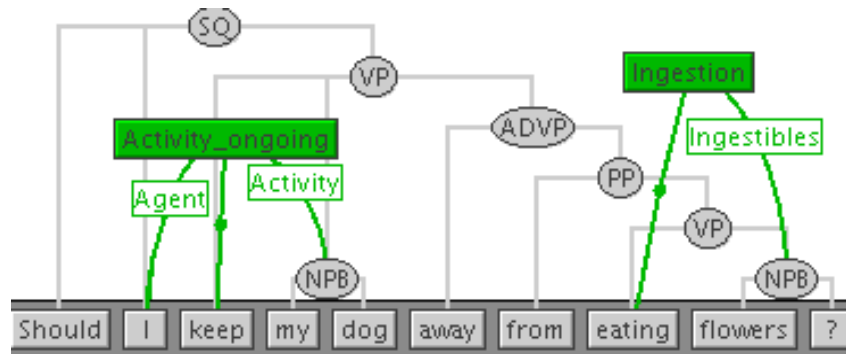 SQ
VP
Ingestion
ADVP
Activity_ongoing
Ingestibles
Activity
PP
Agent
VP
NPB
NPB
Should I keep my dog away from eating flowers ?